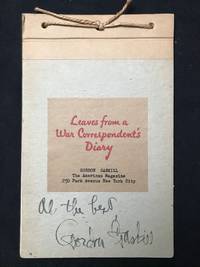 Leaves from a
War Correspondent's
Diary
GORDON GASKILL
The American Magazine
250 Park Avenue New York City
All the best
Gordon Gaskill